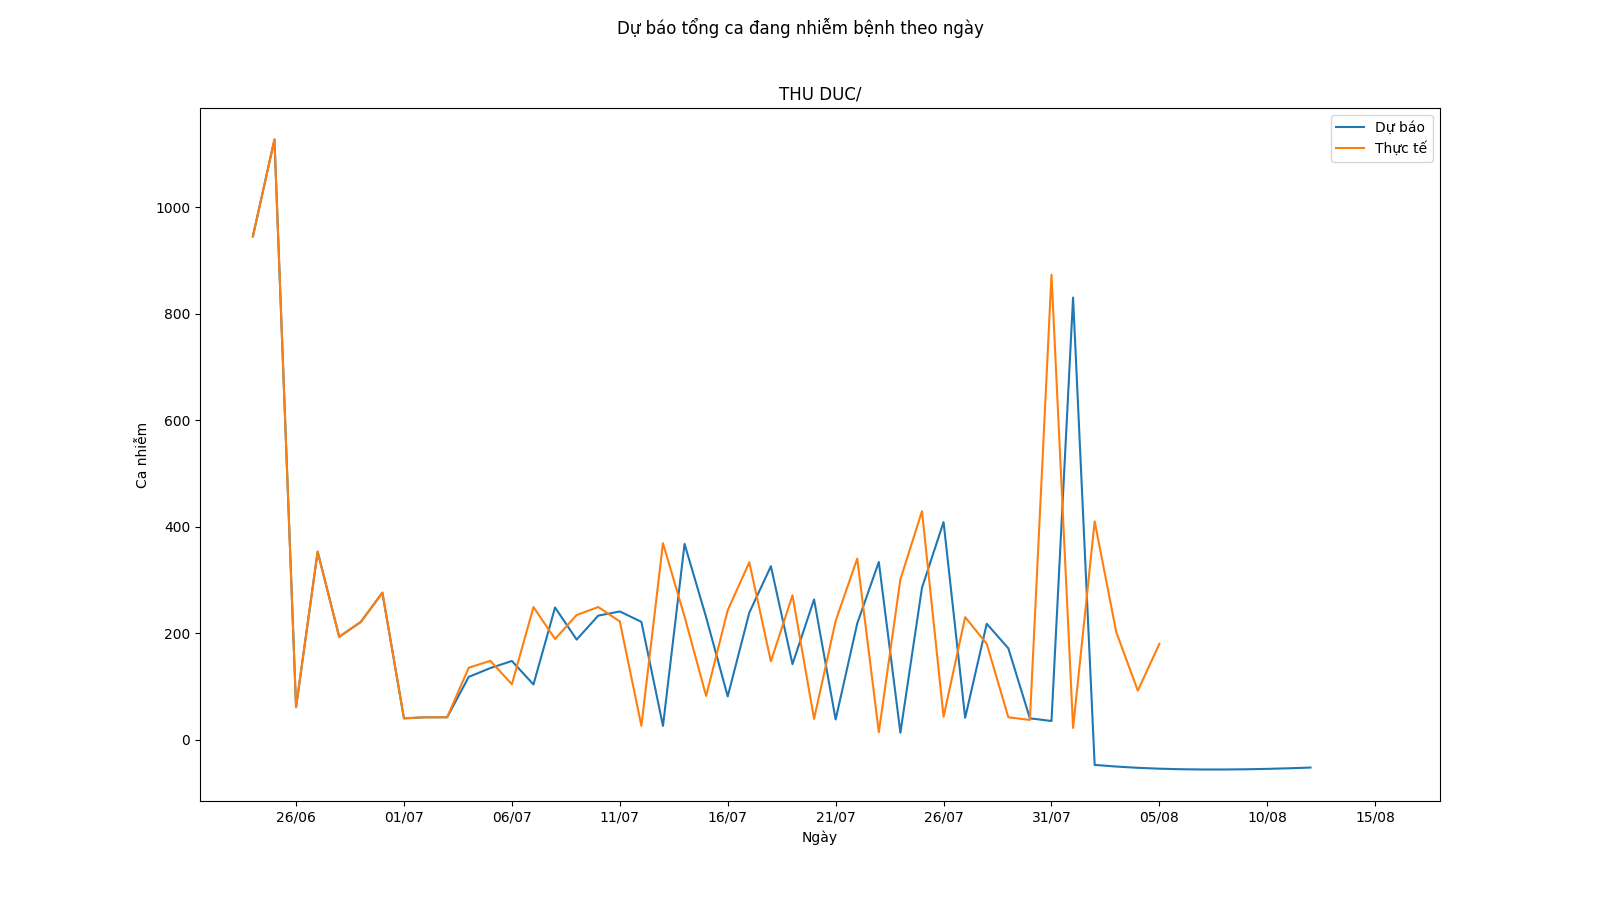 Dự báo tổng ca đang nhiễm bệnh theo ngày
THU DUC/
Dự báo
Thực tế
1000
800
600
400
200
0
Ca nhiễm
26/06 01/07 06/07 11/07 16/07 21/07 26/07 31/07 05/08 10/08 15/08
Ngày